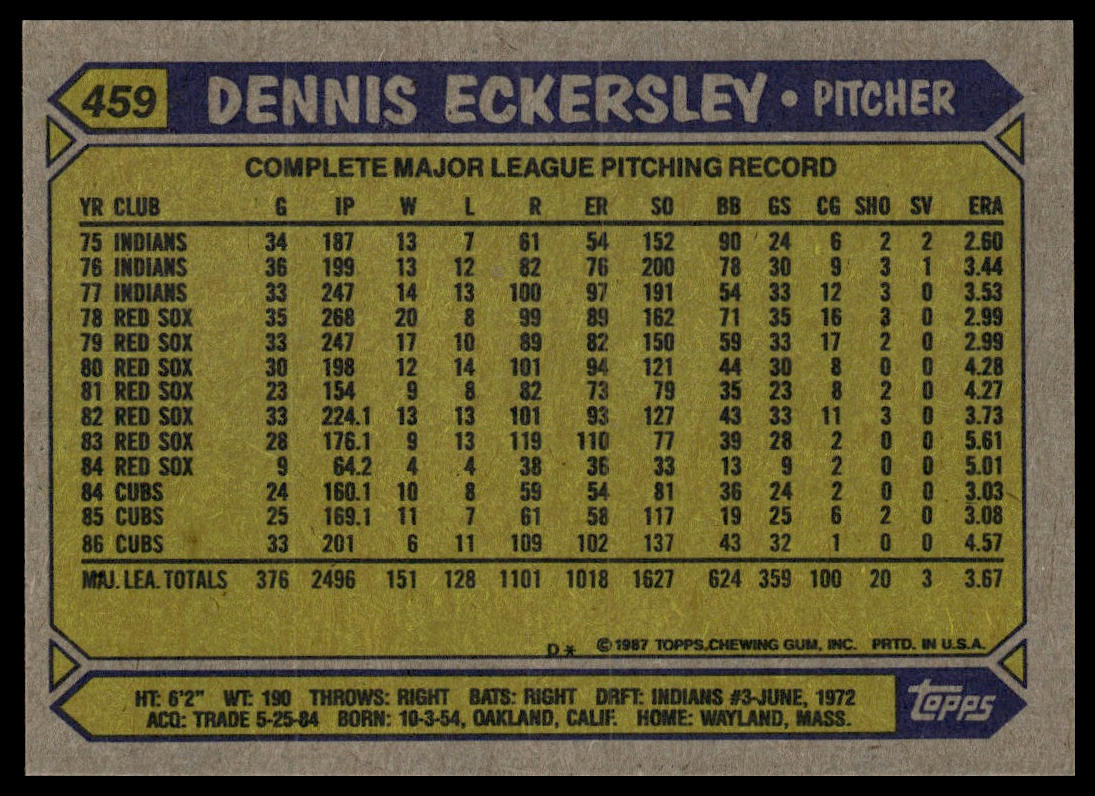 459 DENNIS ECKERSLEY • PITCHER
COMPLETE MAJOR LEAGUE PITCHING RECORD
YR CLUB G IP W L R ER SO BB GS CG SHO SV ERA
75 INDIANS 34 187 13 7 61 54 152 90 24 6 2 2 2.60
76 INDIANS 36 199 13 12 82 76 200 78 30 9 3 1 3.44
77 INDIANS 33 247 14 13 100 97 191 54 33 12 3 0 3.53
78 RED SOX 35 268 20 8 99 89 162 71 35 16 3 0 2.99
79 RED SOX 33 247 17 10 89 82 150 59 33 17 2 0 2.99
80 RED SOX 30 198 12 14 101 94 121 44 30 8 0 0 4.28
81 RED SOX 23 154 9 8 82 73 79 35 23 8 2 0 4.27
82 RED SOX 33 224.1 13 13 101 93 127 43 33 11 3 0 3.73
83 RED SOX 28 176.1 9 13 119 110 77 39 28 2 0 0 5.61
84 RED SOX 9 64.2 4 4 38 36 33 13 9 2 0 0 5.01
84 CUBS 24 160.1 10 8 59 54 81 36 24 2 0 0 3.03
85 CUBS 25 169.1 11 7 61 58 117 19 25 6 2 0 3.08
86 CUBS 33 201 6 11 109 102 137 43 32 1 0 0 4.57
MAJ. LEA. TOTALS 376 2496 151 128 1101 1018 1627 624 359 100 20 3 3.67
D* © 1987 TOPPS CHEWING GUM, INC. PRTD. IN U.S.A.
HT: 6'2" WT: 190 THROWS: RIGHT BATS: RIGHT DRFT: INDIANS #3-JUNE, 1972
ACQ: TRADE 5-25-84 BORN: 10-3-54, OAKLAND, CALIF. HOME: WAYLAND, MASS.
topps